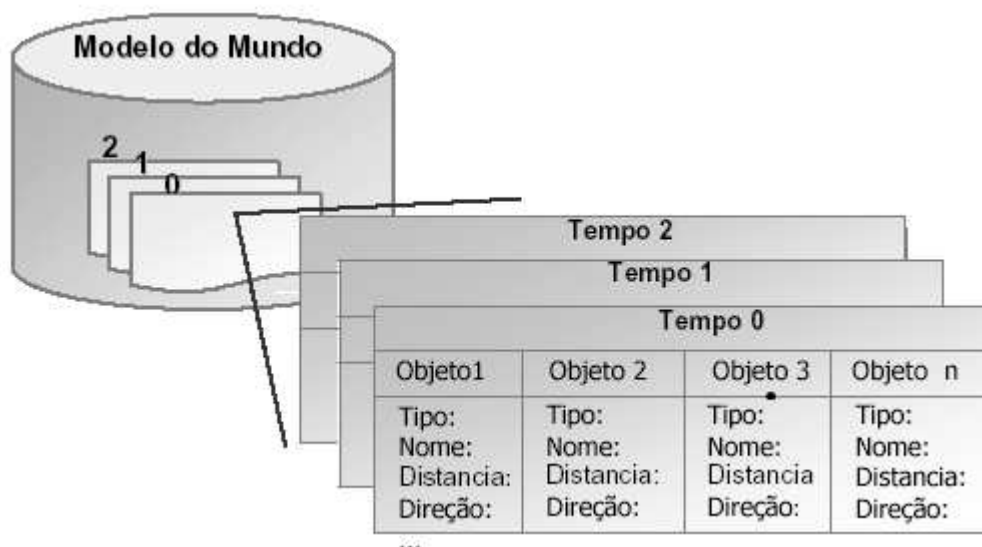 Modelo do Mundo
2
1
0
Tempo 2
Tempo 1
Tempo 0
Objeto1 Objeto 2 Objeto 3 Objeto n
Tipo: Tipo: Tipo: Tipo:
Nome: Nome: Nome: Nome:
Distancia: Distancia: Distancia Distancia:
Direção: Direção: Direção: Direção:
...